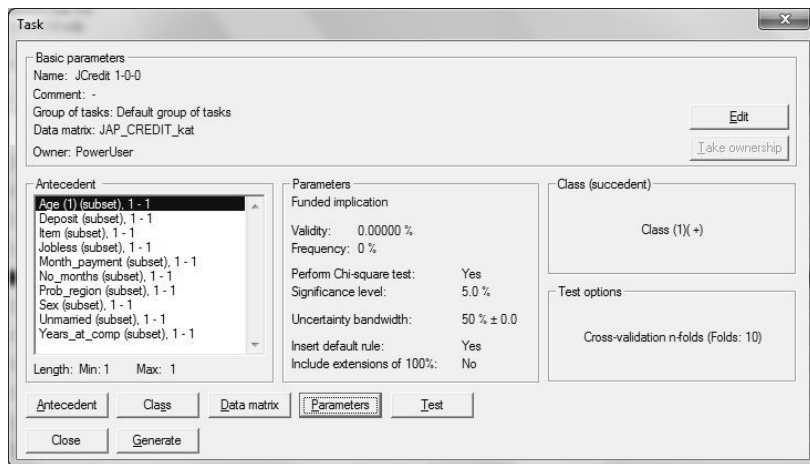 Task
x
Basic parameters
Name: JCredit 1-0-0
Comment: -
Group of tasks: Default group of tasks
Data matrix: JAP_CREDIT_kat
Owner: PowerUser
Edit
Take ownership
Antecedent
Age (1) (subset), 1 - 1
Deposit (subset), 1 - 1
Item (subset), 1 - 1
Jobless (subset), 1 - 1
Month_payment (subset), 1 - 1
No_months (subset), 1 - 1
Prob_region (subset), 1 - 1
Sex (subset), 1 - 1
Unmarried (subset), 1 - 1
Years_at_comp (subset), 1 - 1
Length: Min: 1 Max: 1
Parameters
Funded implication
Validity: 0.00000 %
Frequency: 0 %
Perform Chi-square test: Yes
Significance level: 5.0 %
Uncertainty bandwidth: 50 % ± 0.0
Insert default rule: Yes
Include extensions of 100%: No
Class (succedent)
Class (1)( +)
Test options
Cross-validation n-folds (Folds: 10)
Antecedent Class Data matrix Parameters Test
Close Generate